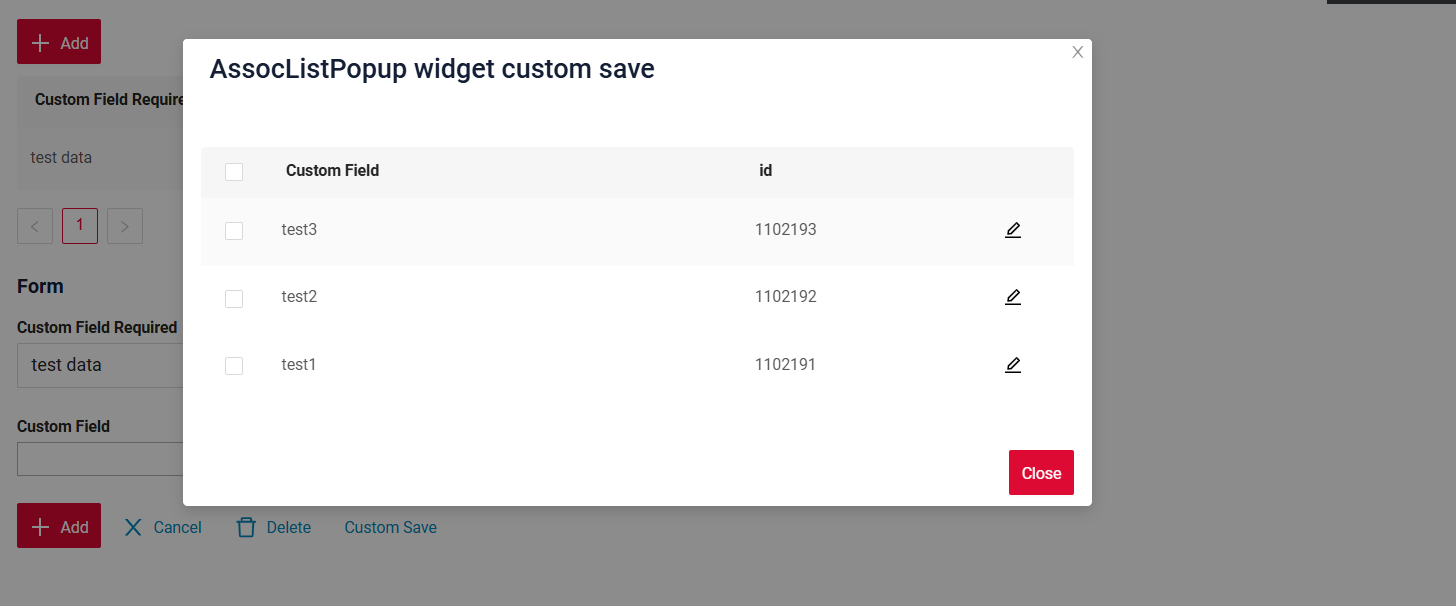 Add
AssocListPopup widget custom save
Custom Field Require
test data
Custom Field id
test3 1102193
test2 1102192
test1 1102191
Close
1
Form
Custom Field Required
test data
Custom Field
Add Cancel Delete Custom Save